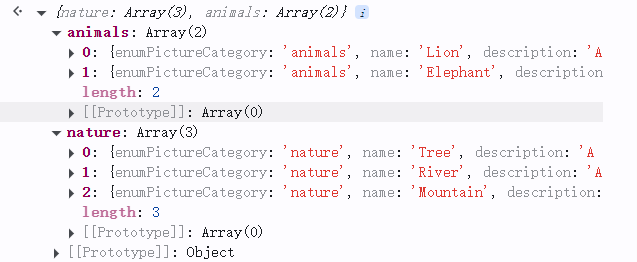 {nature: Array(3), animals: Array(2)} i
animals: Array(2)
0: {enumPictureCategory: 'animals', name: 'Lion', description: 'A
1: {enumPictureCategory: 'animals', name: 'Elephant', description
length: 2
[[Prototype]]: Array(0)
nature: Array(3)
0: {enumPictureCategory: 'nature', name: 'Tree', description: 'A
1: {enumPictureCategory: 'nature', name: 'River', description: 'A
2: {enumPictureCategory: 'nature', name: 'Mountain', description:
length: 3
[[Prototype]]: Array(0)
[[Prototype]]: Object